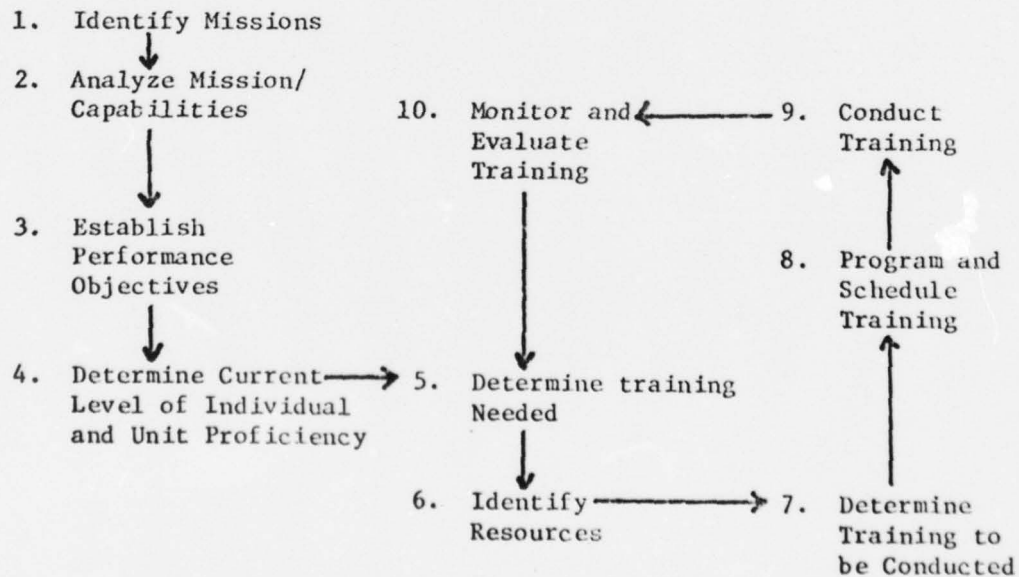 1. Identify Missions
2. Analyze Mission/
Capabilities
3. Establish
Performance
Objectives
4. Determine Current
Level of Individual
and Unit Proficiency
5. Determine training
Needed
6. Identify
Resources
7. Determine
Training to
be Conducted
8. Program and
Schedule
Training
9. Conduct
Training
10. Monitor and
Evaluate
Training